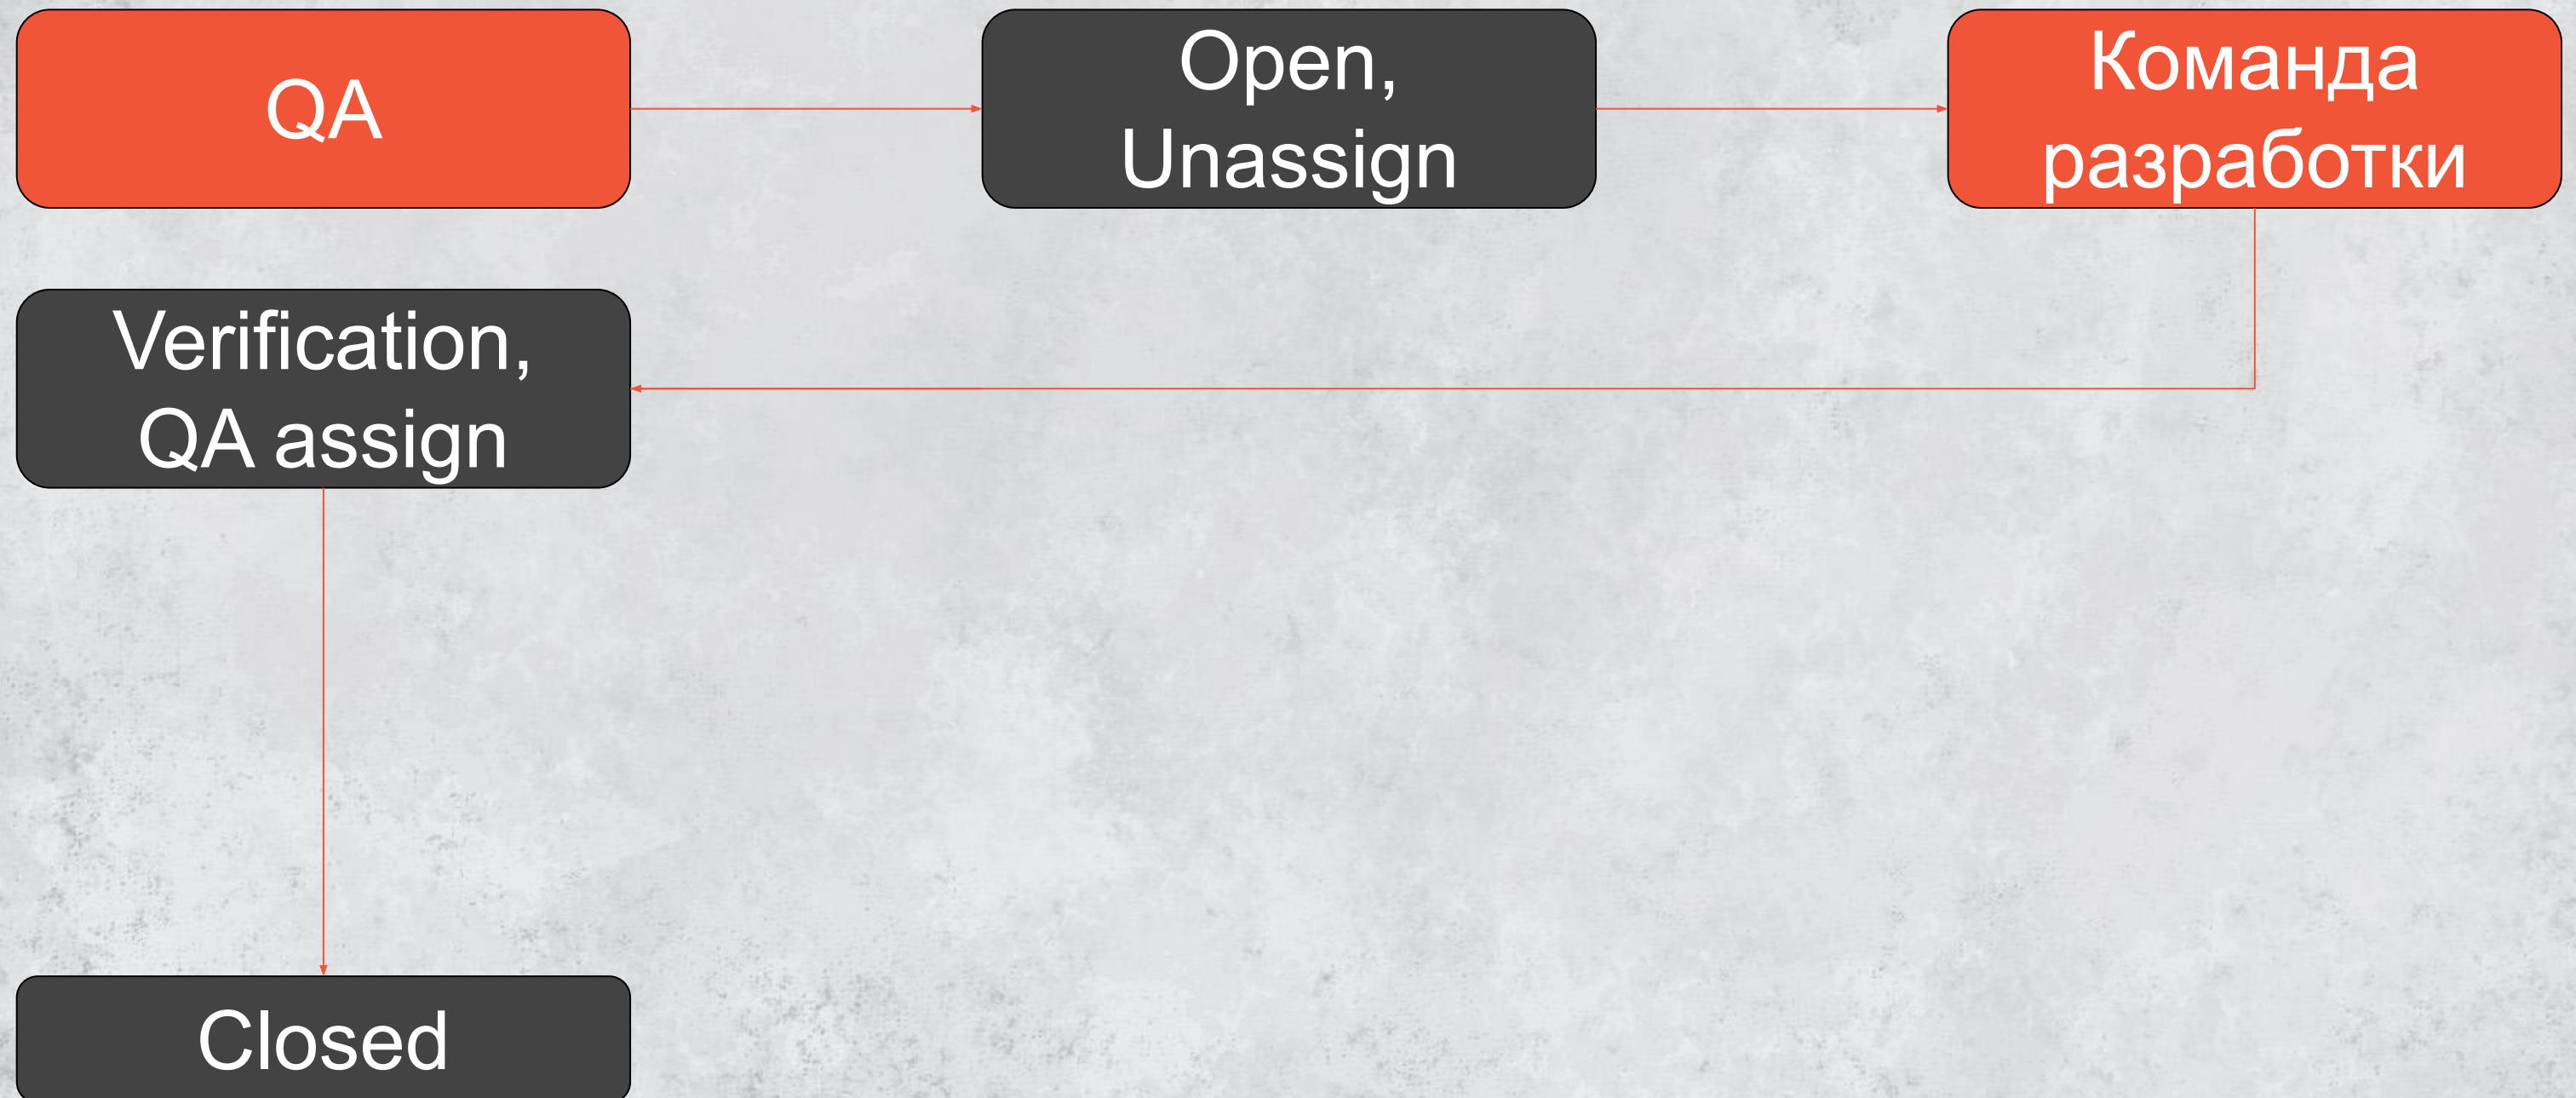 QA
Open,
Unassign
Команда
разработки
Verification,
QA assign
Closed